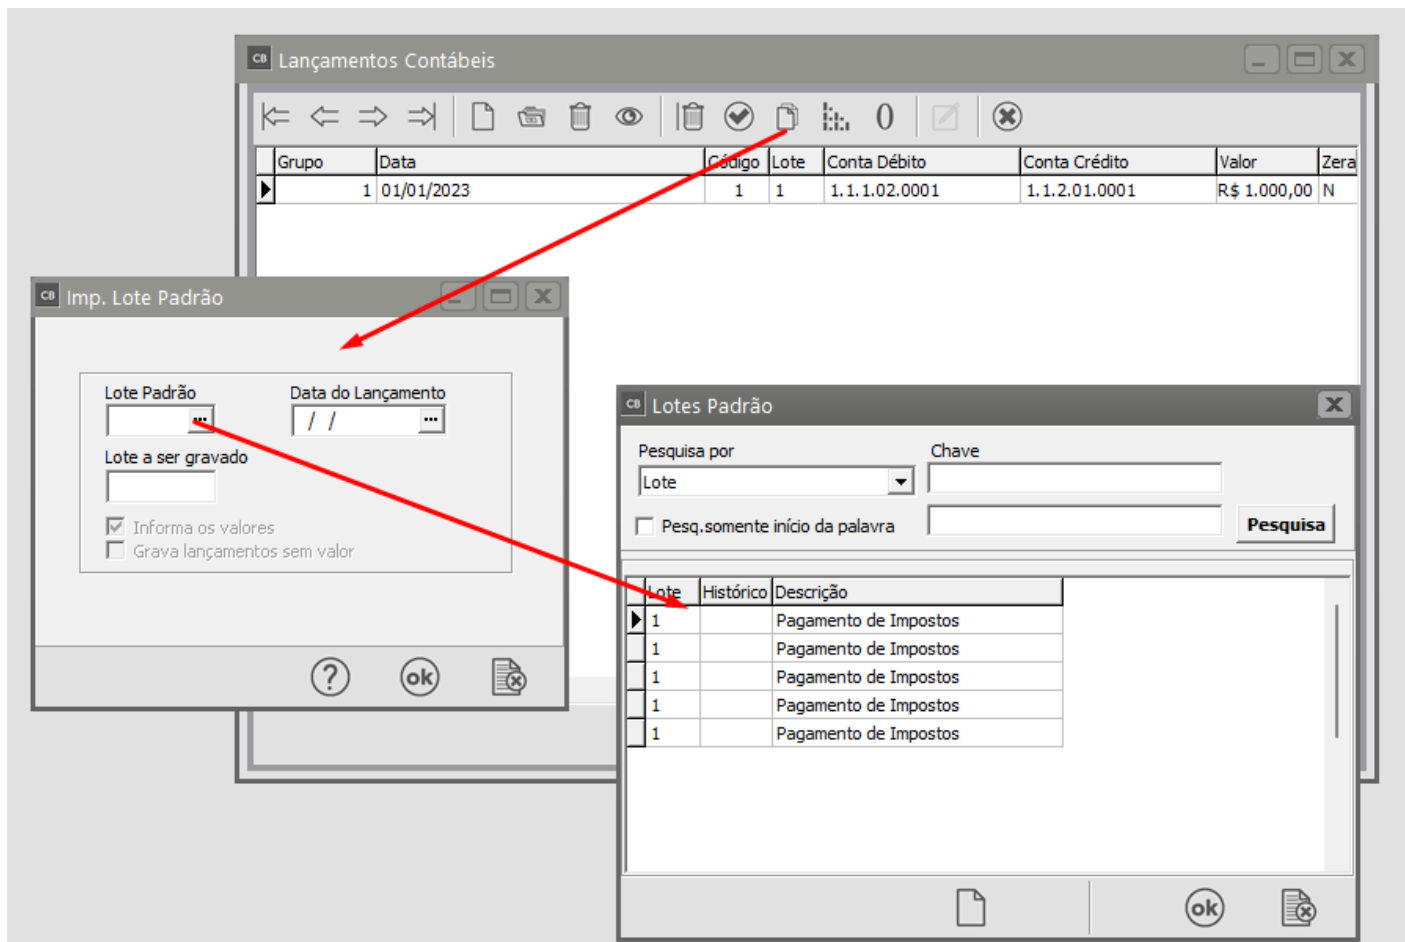 CB Lançamentos Contábeis
0
Grupo Data Código Lote Conta Débito Conta Crédito Valor Zera
1 01/01/2023 1 1 1.1.1.02.0001 1.1.2.01.0001 R$ 1.000,00 N
CB Imp. Lote Padrão
Lote Padrão Data do Lançamento
... / / ...
Lote a ser gravado
Informa os valores
Grava lançamentos sem valor
? ok
CB Lotes Padrão
Pesquisa por Chave
Lote
Pesq.somente início da palavra Pesquisa
Lote Histórico Descrição
1 Pagamento de Impostos
1 Pagamento de Impostos
1 Pagamento de Impostos
1 Pagamento de Impostos
1 Pagamento de Impostos
ok